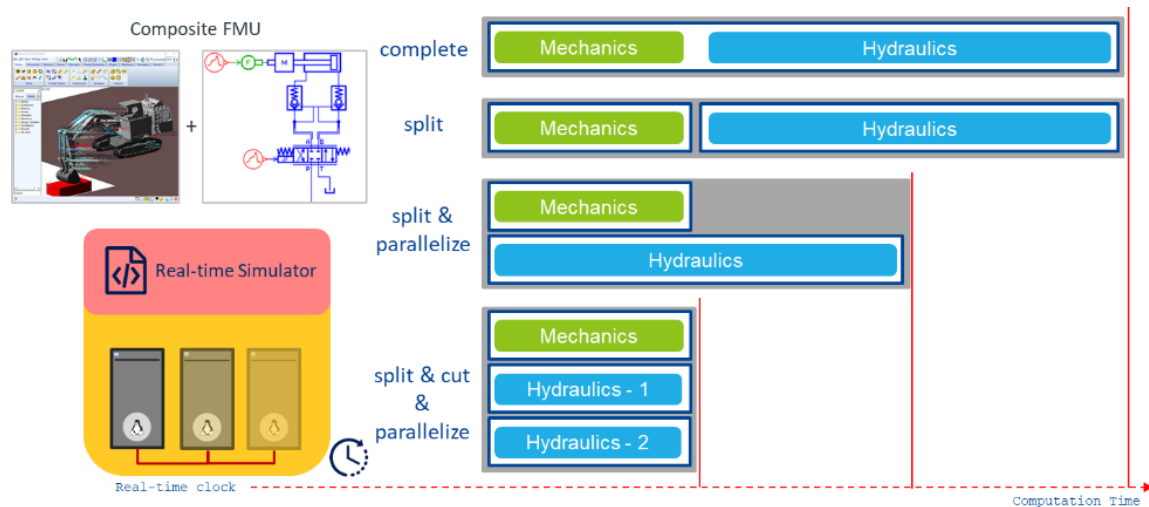 Composite FMU
+
F
M
A B
P T
Real-time Simulator
complete
Mechanics
Hydraulics
split
Mechanics
Hydraulics
split &
parallelize
Mechanics
Hydraulics
split & cut
&
parallelize
Mechanics
Hydraulics - 1
Hydraulics - 2
Real-time clock
Computation Time